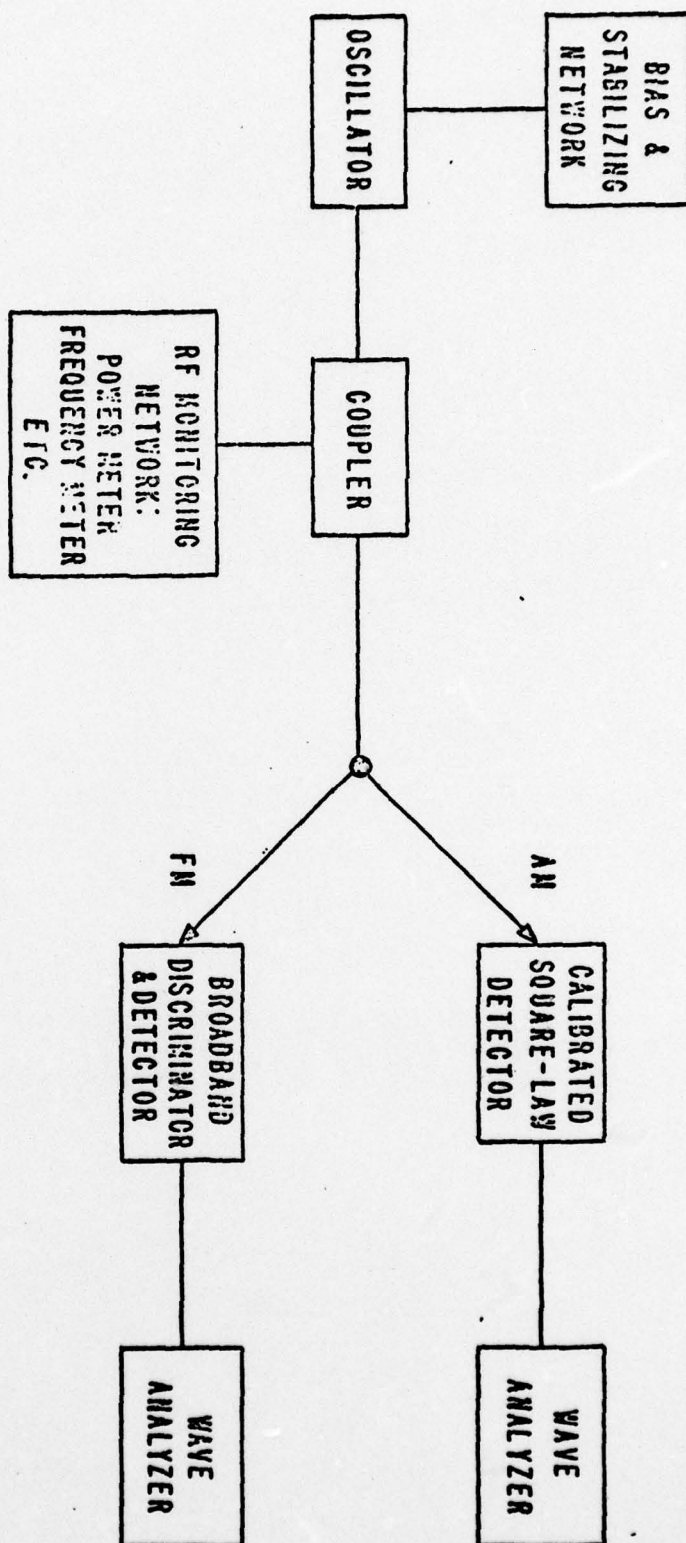 BIAS &
STABILIZING
NETWORK
OSCILLATOR
COUPLER
RF MONITORING
NETWORK:
POWER METER
FREQUENCY METER
ETC.
AM
FM
CALIBRATED
SQUARE-LAW
DETECTOR
BROADBAND
DISCRIMINATOR
&DETECTOR
WAVE
ANALYZER
WAVE
ANALYZER